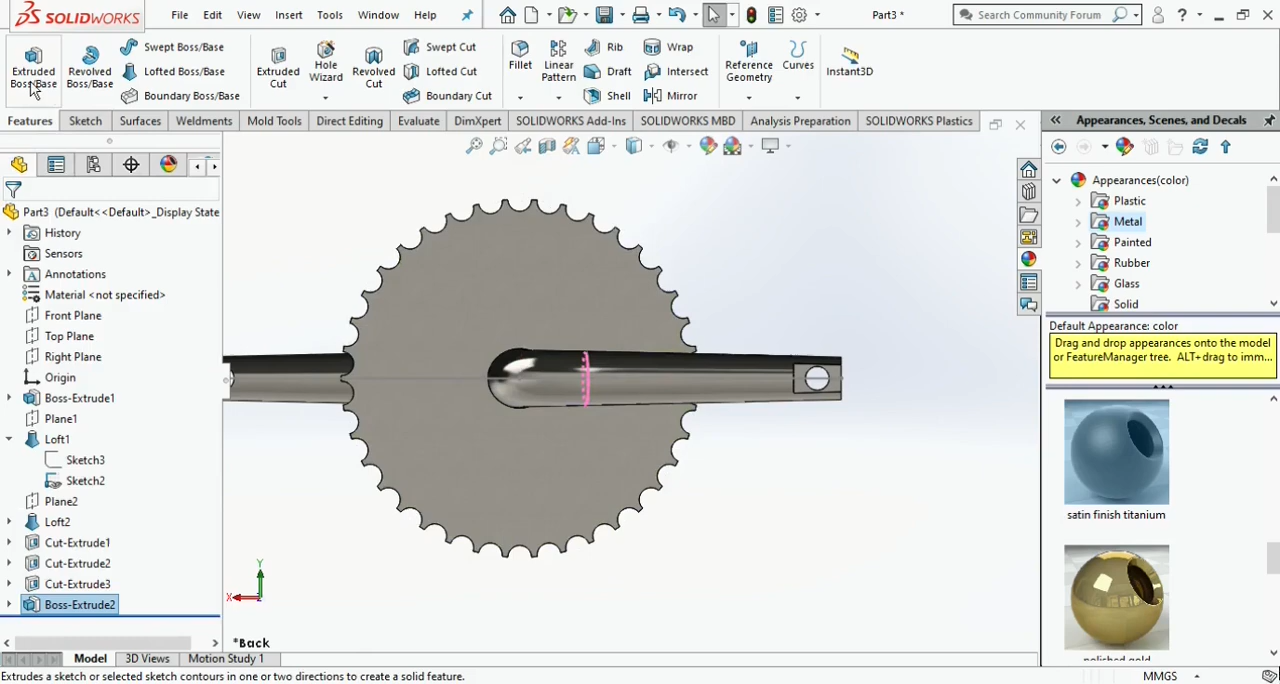 SOLIDWORKS
File Edit View Insert Tools Window Help
Part3 *
Search Community Forum
Extruded Boss/Base
Revolved Boss/Base
Swept Boss/Base
Lofted Boss/Base
Boundary Boss/Base
Extruded Cut
Hole Wizard
Revolved Cut
Swept Cut
Lofted Cut
Boundary Cut
Fillet
Linear Pattern
Rib
Draft
Shell
Wrap
Intersect
Mirror
Reference Geometry
Curves
Instant3D
Features Sketch Surfaces Weldments Mold Tools Direct Editing Evaluate DimXpert SOLIDWORKS Add-Ins SOLIDWORKS MBD Analysis Preparation SOLIDWORKS Plastics
Part3 (Default<<Default>_Display State
History
Sensors
Annotations
Material <not specified>
Front Plane
Top Plane
Right Plane
Origin
Boss-Extrude1
Plane1
Loft1
Sketch3
Sketch2
Plane2
Loft2
Cut-Extrude1
Cut-Extrude2
Cut-Extrude3
Boss-Extrude2
Y
X
*Back
Appearances, Scenes, and Decals
Appearances(color)
Plastic
Metal
Painted
Rubber
Glass
Solid
Default Appearance: color
Drag and drop appearances onto the model
or FeatureManager tree. ALT+drag to imm...
satin finish titanium
polished gold
Model 3D Views Motion Study 1
Extrudes a sketch or selected sketch contours in one or two directions to create a solid feature.
MMGS